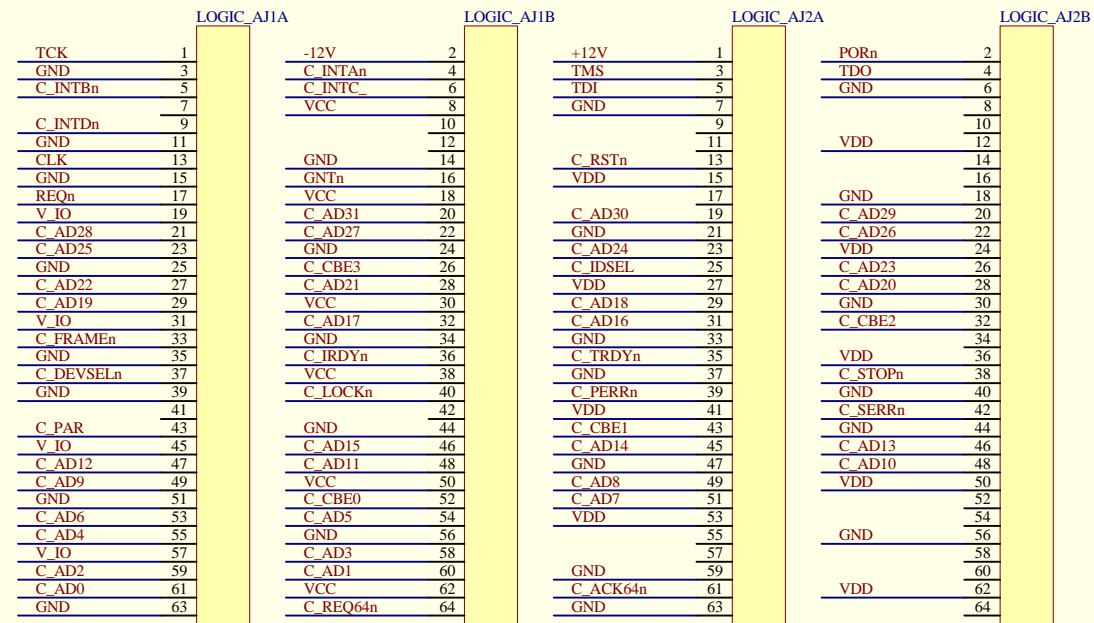 LOGIC_AJ1A LOGIC_AJ1B LOGIC_AJ2A LOGIC_AJ2B
TCK 1 -12V 2 +12V 1 PORn 2
GND 3 C_INTAn 4 TMS 3 TDO 4
C_INTBn 5 C_INTC_ 6 TDI 5 GND 6
7 VCC 8 GND 7 8
C_INTDn 9 10 9 10
GND 11 12 11 VDD 12
CLK 13 GND 14 C_RSTn 13 14
GND 15 GNTn 16 VDD 15 16
REQn 17 VCC 18 17 GND 18
V_IO 19 C_AD31 20 C_AD30 19 C_AD29 20
C_AD28 21 C_AD27 22 GND 21 C_AD26 22
C_AD25 23 GND 24 C_AD24 23 VDD 24
GND 25 C_CBE3 26 C_IDSEL 25 C_AD23 26
C_AD22 27 C_AD21 28 VDD 27 C_AD20 28
C_AD19 29 VCC 30 C_AD18 29 GND 30
V_IO 31 C_AD17 32 C_AD16 31 C_CBE2 32
C_FRAMEn 33 GND 34 GND 33 34
GND 35 C_IRDYn 36 C_TRDYn 35 VDD 36
C_DEVSELn 37 VCC 38 GND 37 C_STOPn 38
GND 39 C_LOCKn 40 C_PERRn 39 GND 40
41 42 VDD 41 C_SERRn 42
C_PAR 43 GND 44 C_CBE1 43 GND 44
V_IO 45 C_AD15 46 C_AD14 45 C_AD13 46
C_AD12 47 C_AD11 48 GND 47 C_AD10 48
C_AD9 49 VCC 50 C_AD8 49 VDD 50
GND 51 C_CBE0 52 C_AD7 51 52
C_AD6 53 C_AD5 54 VDD 53 54
C_AD4 55 GND 56 55 GND 56
V_IO 57 C_AD3 58 57 58
C_AD2 59 C_AD1 60 GND 59 60
C_AD0 61 VCC 62 C_ACK64n 61 VDD 62
GND 63 C_REQ64n 64 GND 63 64